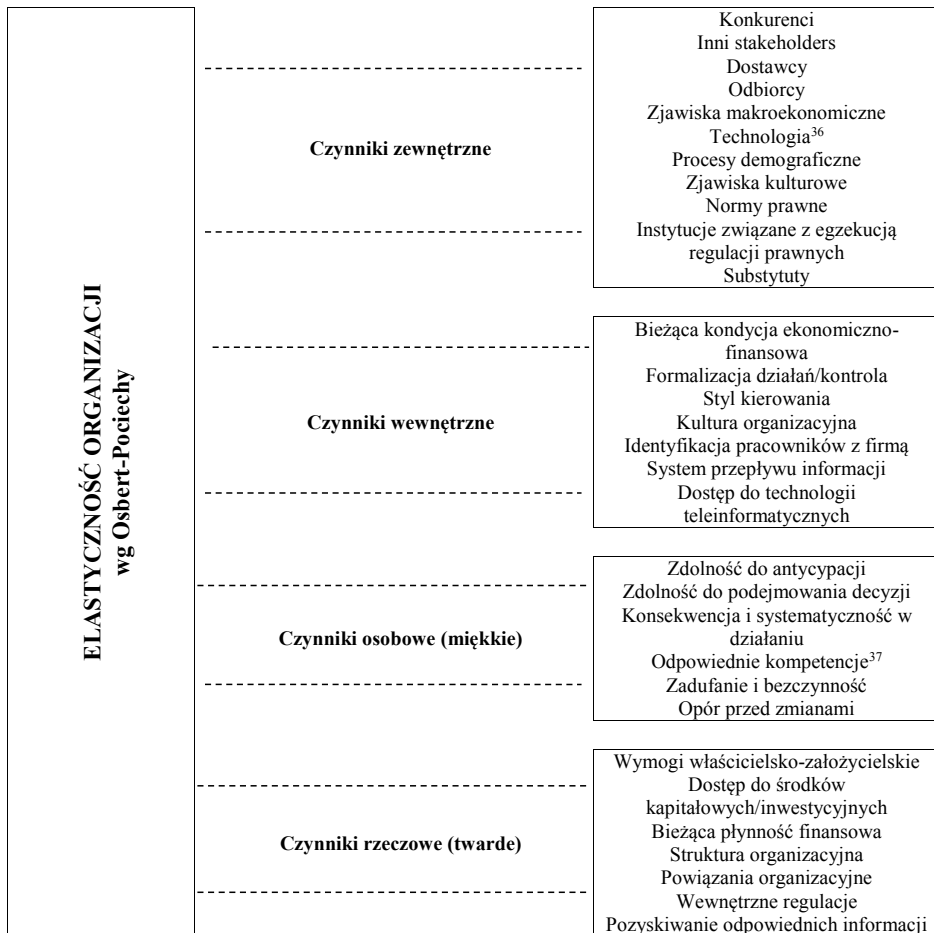 ELASTYCZNOŚĆ ORGANIZACJI
wg Osbert-Pociechy
Czynniki zewnętrzne
Konkurenci
Inni stakeholders
Dostawcy
Odbiorcy
Zjawiska makroekonomiczne
Technologia³⁶
Procesy demograficzne
Zjawiska kulturowe
Normy prawne
Instytucje związane z egzekucją
regulacji prawnych
Substytuty
Czynniki wewnętrzne
Bieżąca kondycja ekonomiczno-
finansowa
Formalizacja działań/kontrola
Styl kierowania
Kultura organizacyjna
Identyfikacja pracowników z firmą
System przepływu informacji
Dostęp do technologii
teleinformatycznych
Czynniki osobowe (miękkie)
Zdolność do antycypacji
Zdolność do podejmowania decyzji
Konsekwencja i systematyczność w
działaniu
Odpowiednie kompetencje³⁷
Zadufanie i bezczynność
Opór przed zmianami
Czynniki rzeczowe (twarde)
Wymogi właścicielsko-założycielskie
Dostęp do środków
kapitałowych/inwestycyjnych
Bieżąca płynność finansowa
Struktura organizacyjna
Powiązania organizacyjne
Wewnętrzne regulacje
Pozyskiwanie odpowiednich informacji